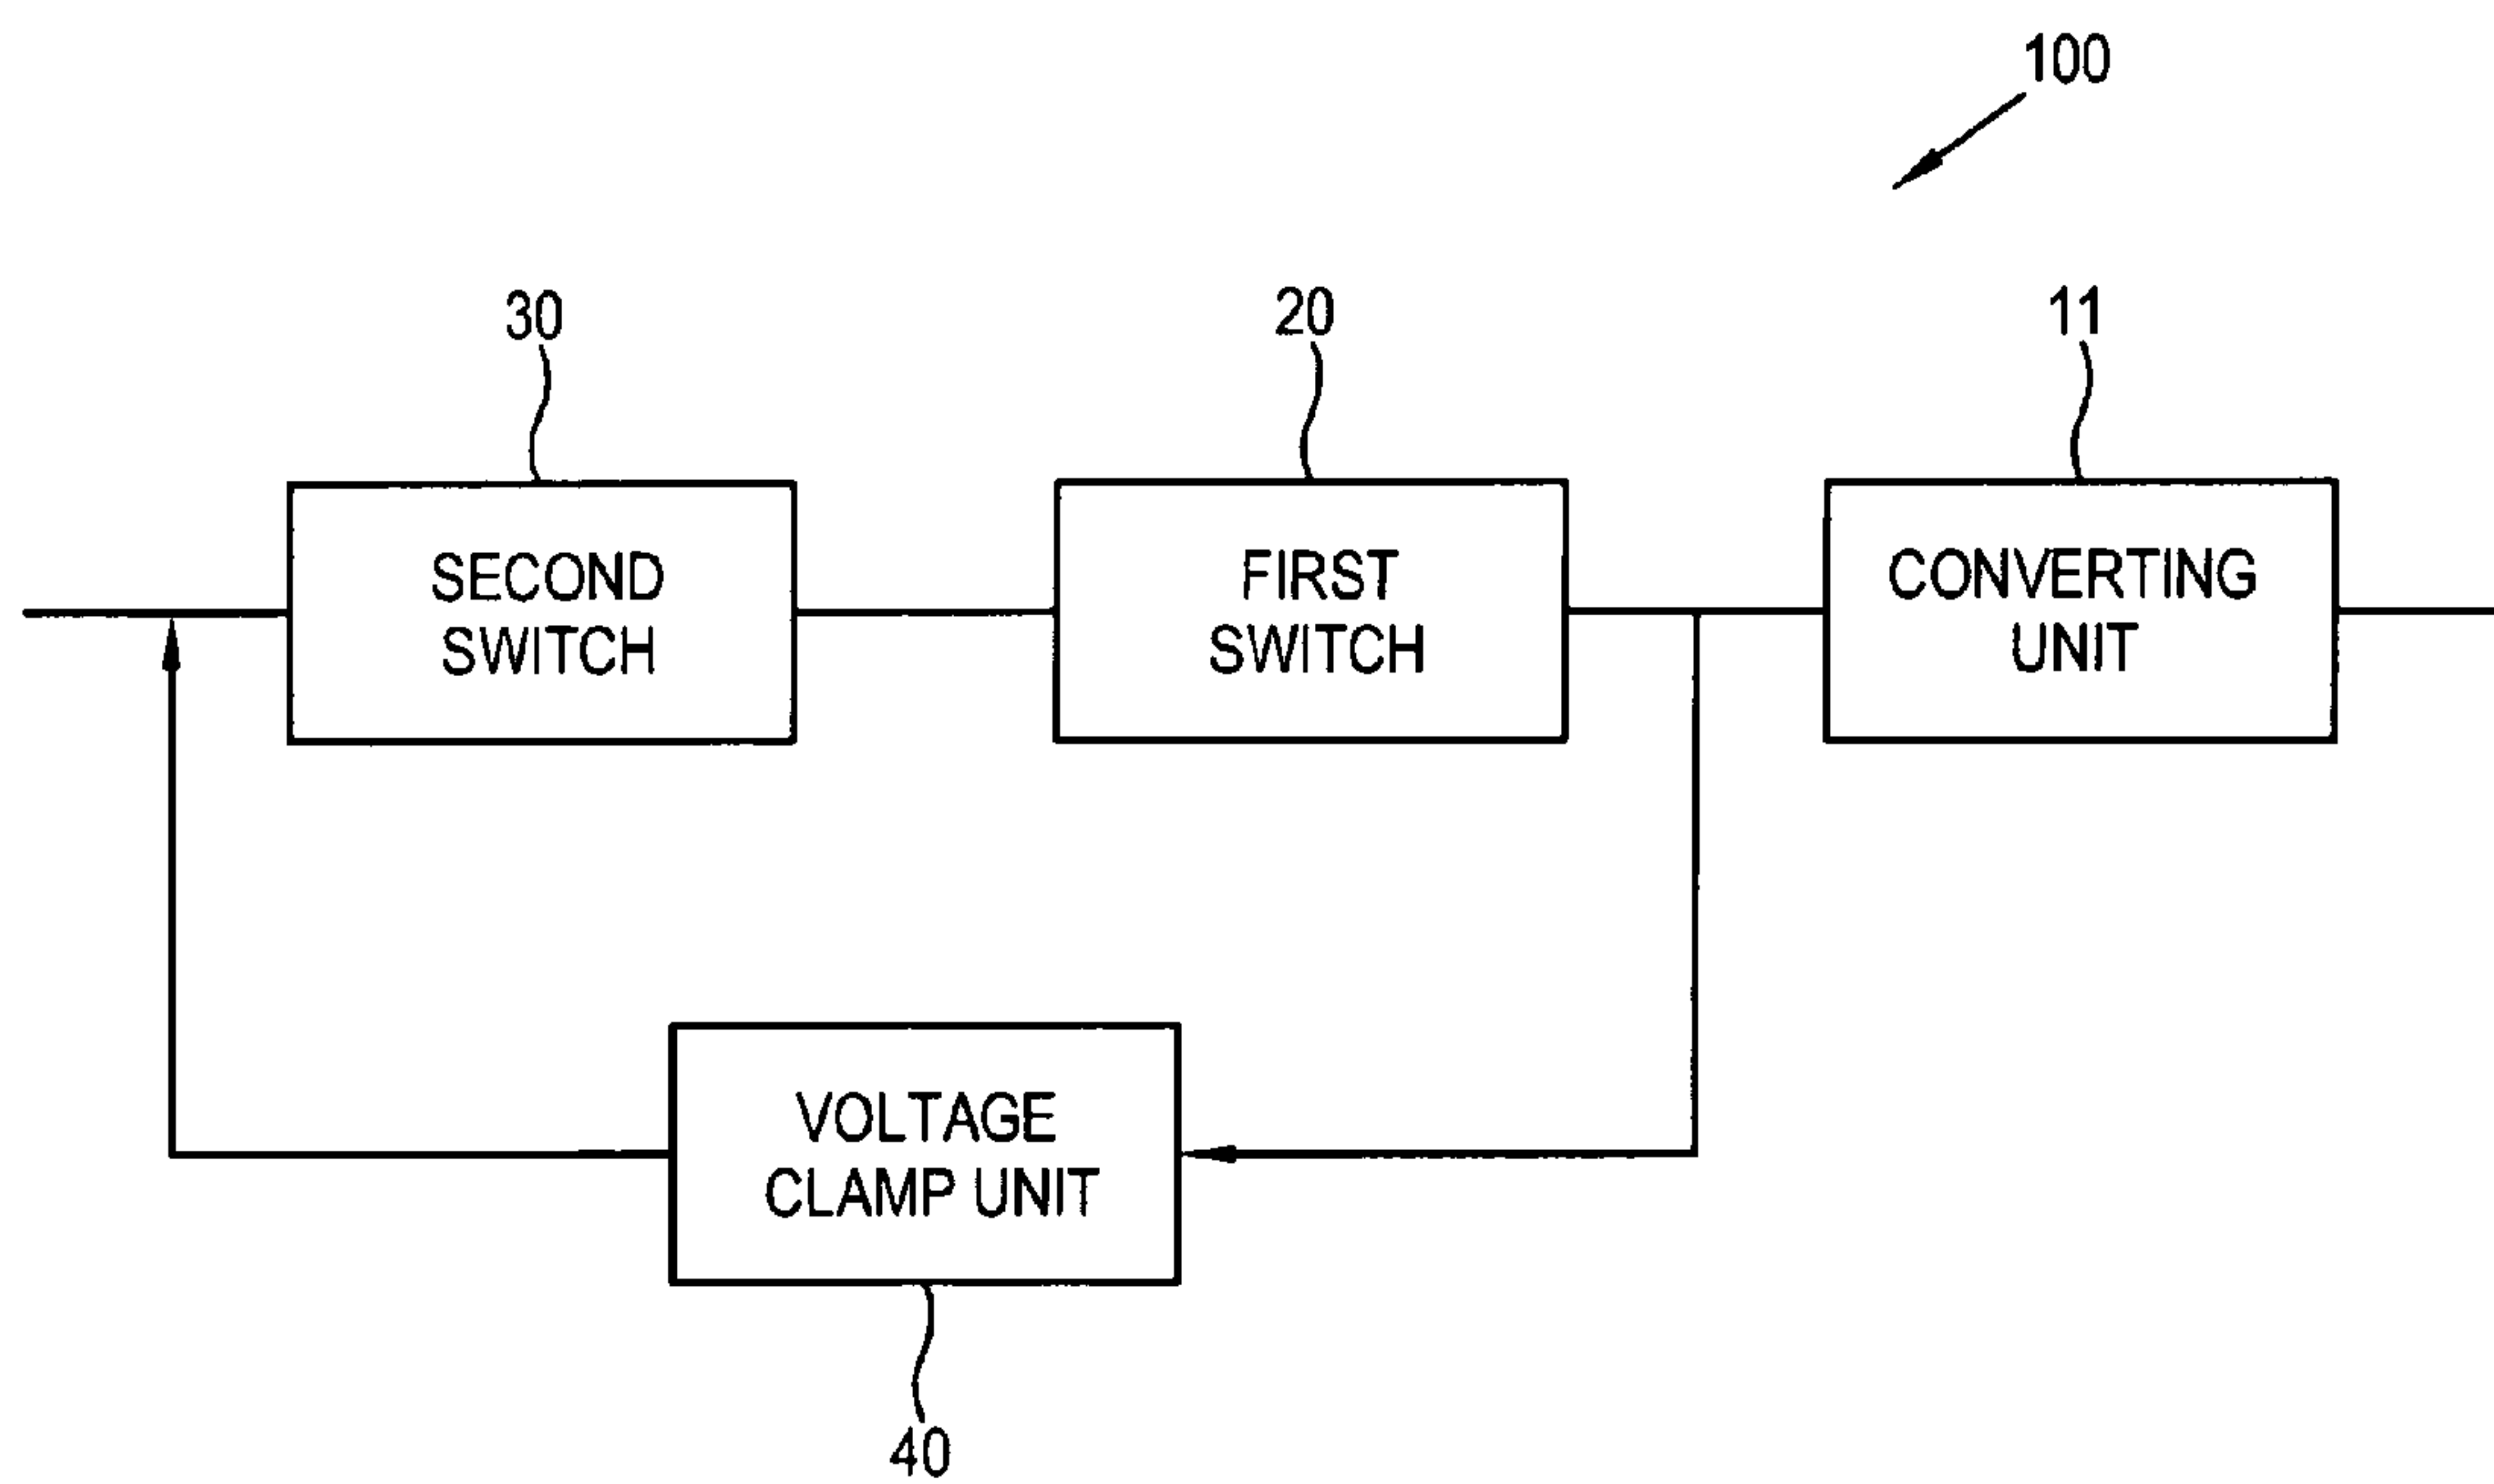 100
30
20
11
SECOND
SWITCH
FIRST
SWITCH
CONVERTING
UNIT
VOLTAGE
CLAMP UNIT
40